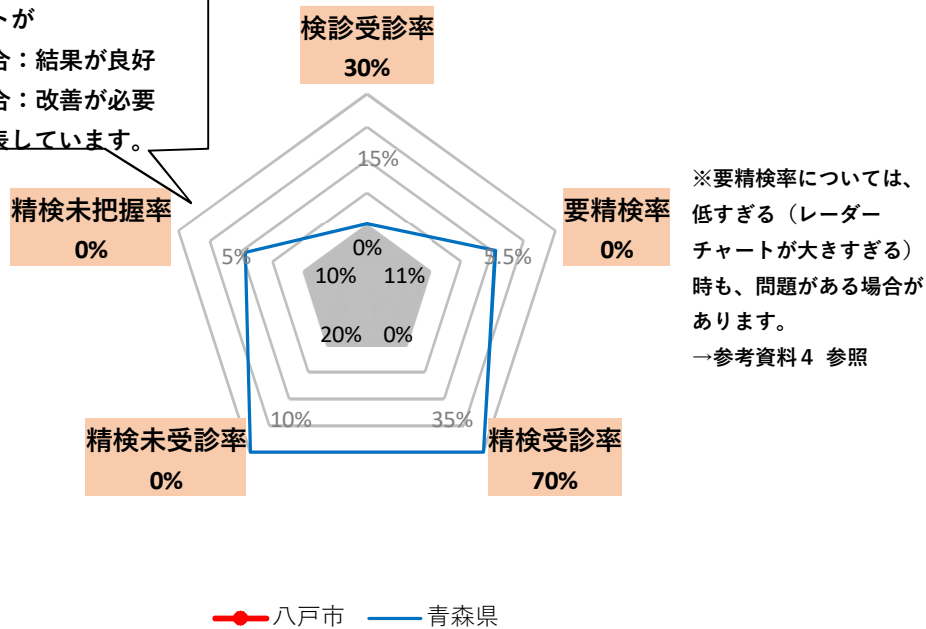 トが
合：結果が良好
合：改善が必要
表しています。
検診受診率
30%
15%
精検未把握率
0%
要精検率
0%
5%
5.5%
0%
10%
11%
20%
0%
10%
35%
精検未受診率
0%
精検受診率
70%
※要精検率については、
低すぎる（レーダー
チャートが大きすぎる）
時も、問題がある場合が
あります。
→参考資料４ 参照
八戸市
青森県